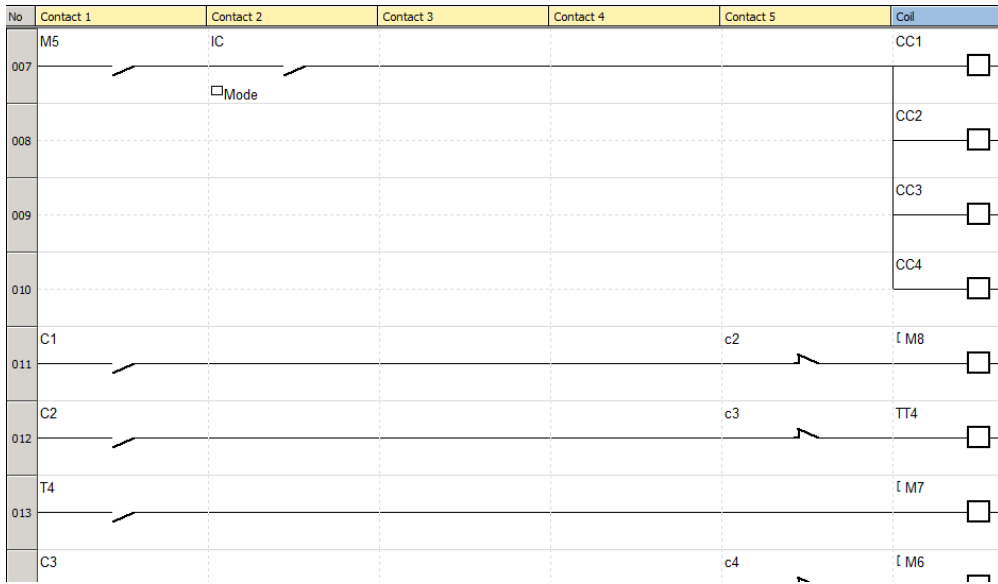 No Contact 1 Contact 2 Contact 3 Contact 4 Contact 5 Coil
M5 IC CC1
007
Mode
CC2
008
CC3
009
CC4
010
C1 c2 [ M8
011
C2 c3 TT4
012
T4 [ M7
013
C3 c4 [ M6